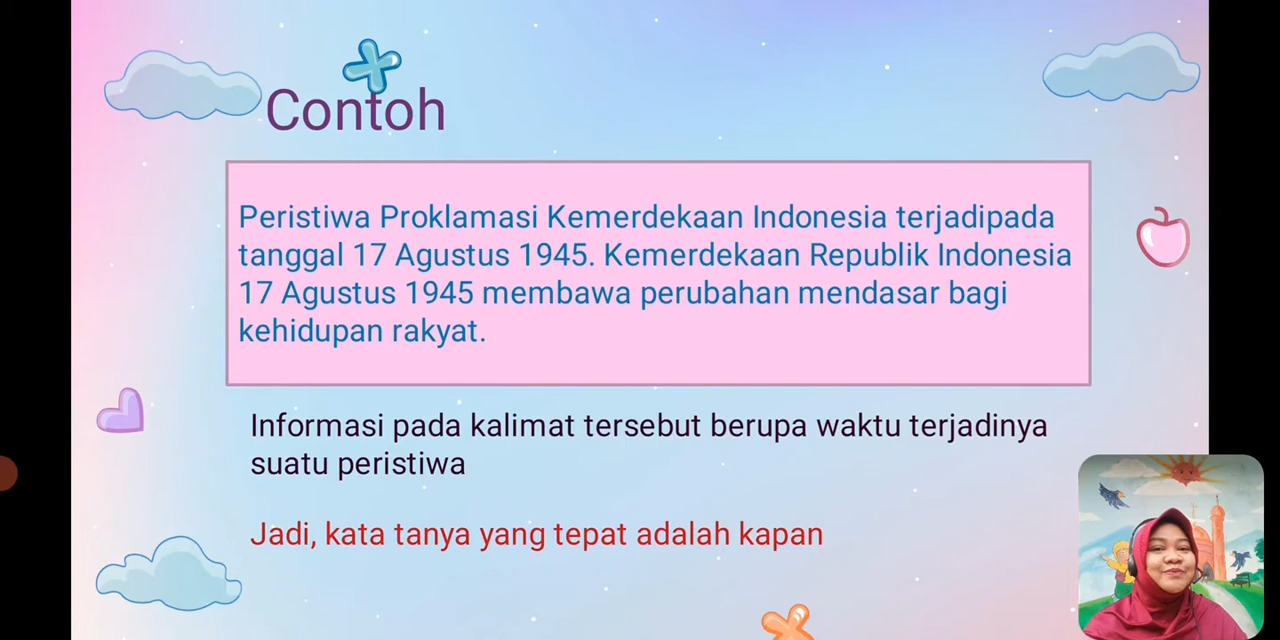 Contoh
Peristiwa Proklamasi Kemerdekaan Indonesia terjadipada
tanggal 17 Agustus 1945. Kemerdekaan Republik Indonesia
17 Agustus 1945 membawa perubahan mendasar bagi
kehidupan rakyat.
Informasi pada kalimat tersebut berupa waktu terjadinya
suatu peristiwa
Jadi, kata tanya yang tepat adalah kapan